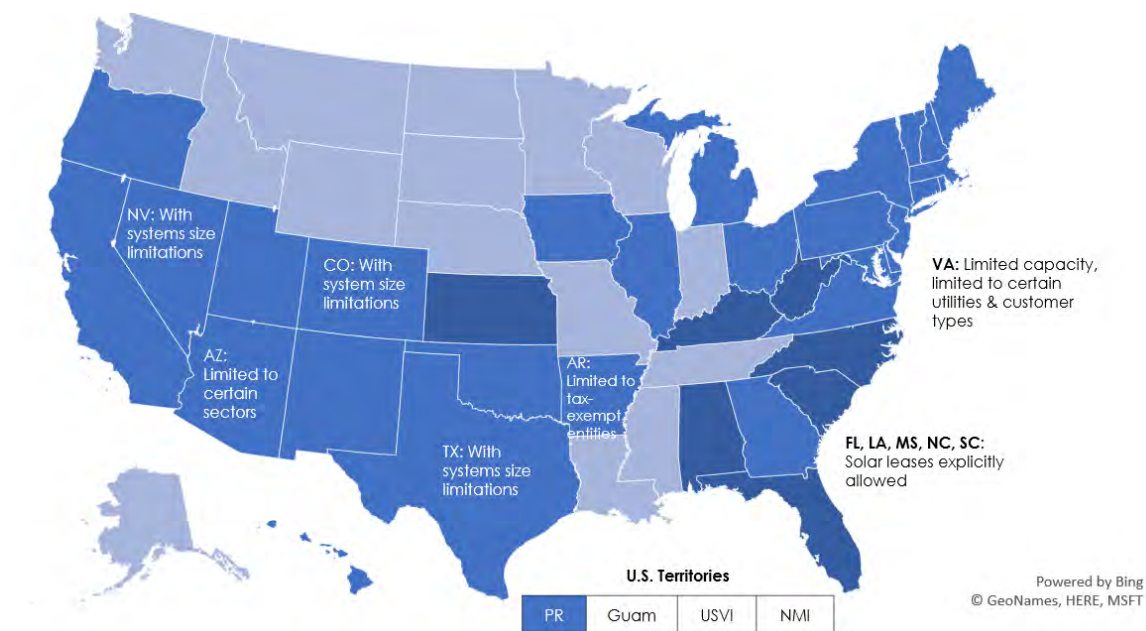 NV: With
systems size
limitations
CO: With
system size
limitations
VA: Limited capacity,
limited to certain
utilities & customer
types
AZ:
Limited to
certain
sectors
AR:
Limited to
tax-
exempt
entities
FL, LA, MS, NC, SC:
Solar leases explicitly
allowed
TX: With
systems size
limitations
U.S. Territories
PR
Guam
USVI
NMI
Powered by Bing
© GeoNames, HERE, MSFT